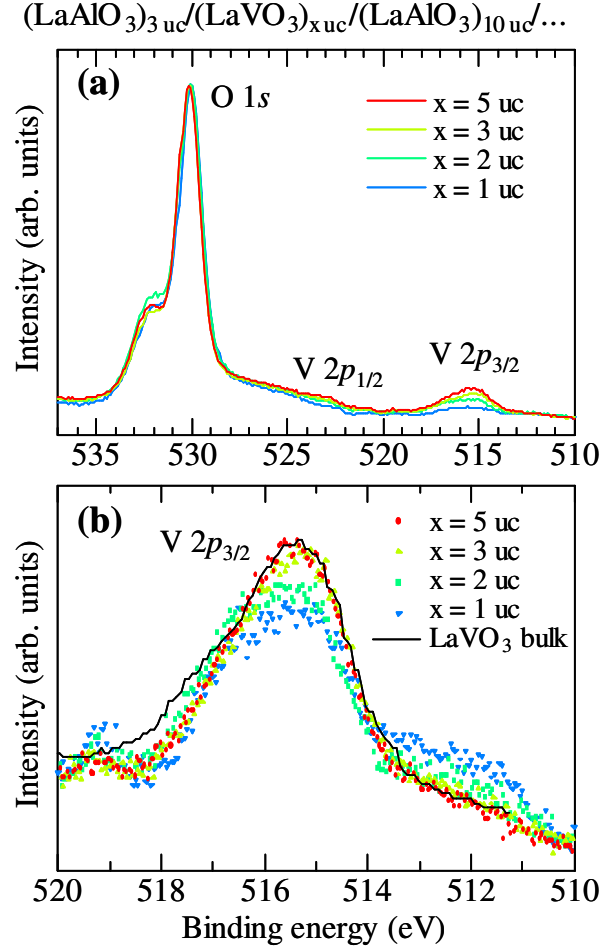 (LaAlO₃)₃ ᵤc/(LaVO₃)ₓ ᵤc/(LaAlO₃)₁₀ ᵤc/...
(a)
O 1s
x = 5 uc
x = 3 uc
x = 2 uc
x = 1 uc
V 2p₁/₂
V 2p₃/₂
Intensity (arb. units)
535 530 525 520 515 510
(b)
V 2p₃/₂
x = 5 uc
x = 3 uc
x = 2 uc
x = 1 uc
LaVO₃ bulk
Intensity (arb. units)
520 518 516 514 512 510
Binding energy (eV)